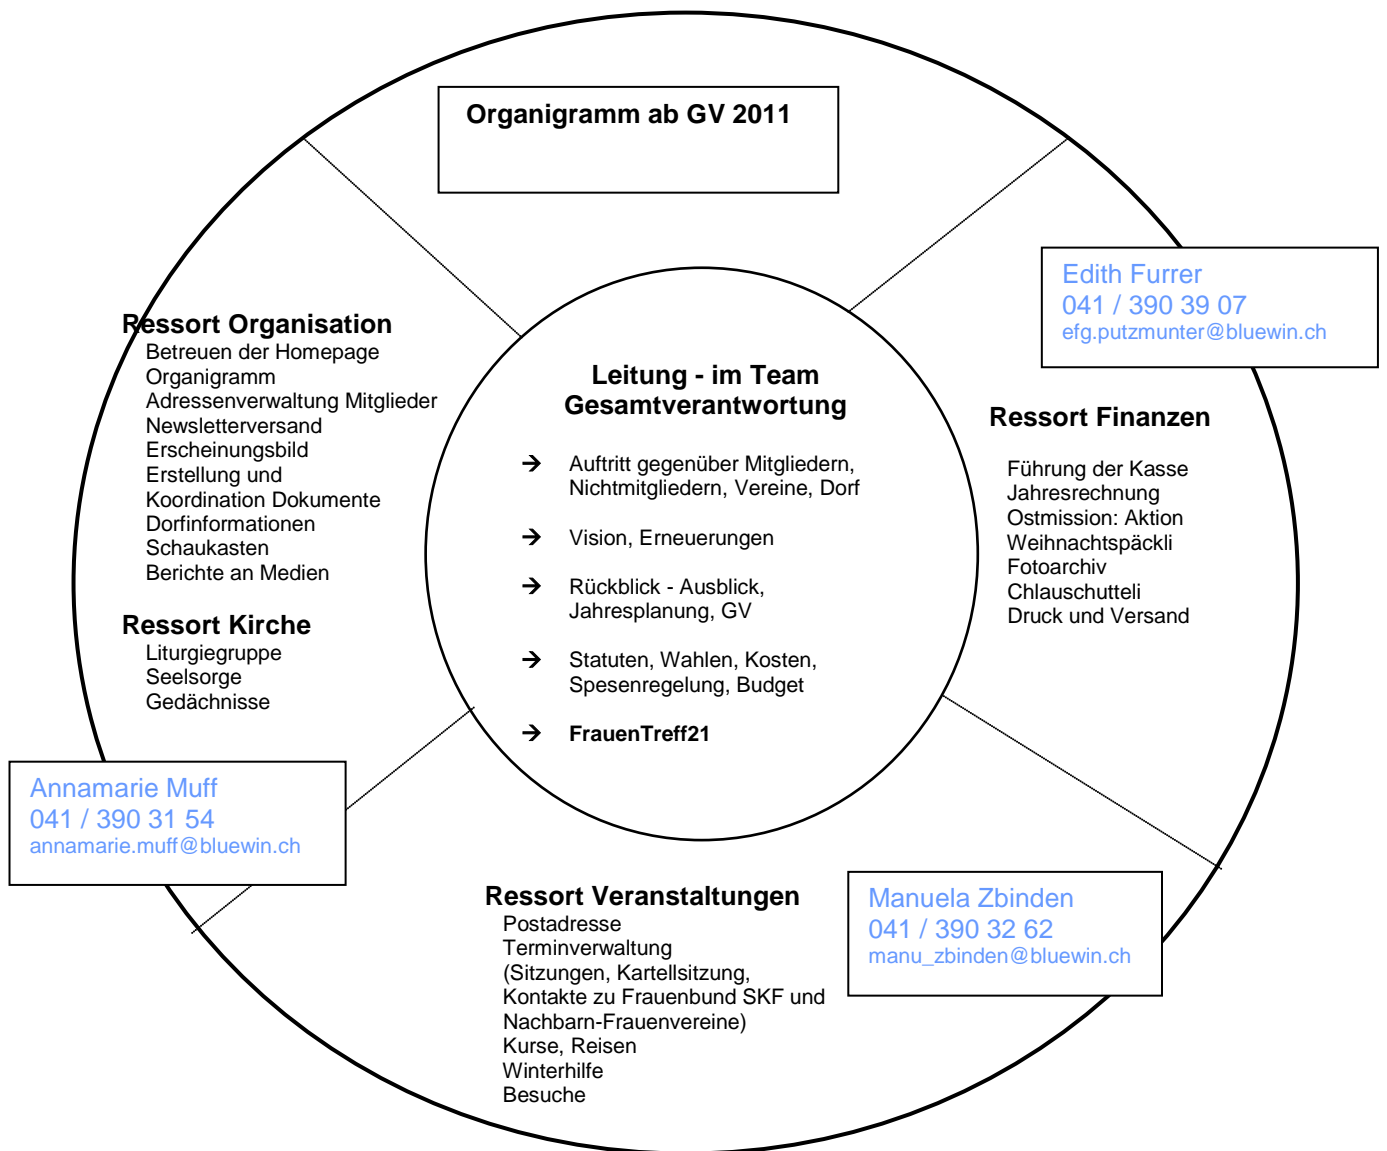 Organigramm ab GV 2011
Edith Furrer
041 / 390 39 07
efg.putzmunter@bluewin.ch
Ressort Organisation
Betreuen der Homepage
Organigramm
Adressenverwaltung Mitglieder
Newsletterversand
Erscheinungsbild
Erstellung und
Koordination Dokumente
Dorfinformationen
Schaukasten
Berichte an Medien
Ressort Kirche
Liturgiegruppe
Seelsorge
Gedächnisse
Leitung - im Team
Gesamtverantwortung
➔ Auftritt gegenüber Mitgliedern,
Nichtmitgliedern, Vereine, Dorf
➔ Vision, Erneuerungen
➔ Rückblick - Ausblick,
Jahresplanung, GV
➔ Statuten, Wahlen, Kosten,
Spesenregelung, Budget
➔ FrauenTreff21
Ressort Finanzen
Führung der Kasse
Jahresrechnung
Ostmission: Aktion
Weihnachtspäckli
Fotoarchiv
Chlauschutteli
Druck und Versand
Annamarie Muff
041 / 390 31 54
annamarie.muff@bluewin.ch
Ressort Veranstaltungen
Postadresse
Terminverwaltung
(Sitzungen, Kartellsitzung,
Kontakte zu Frauenbund SKF und
Nachbarn-Frauenvereine)
Kurse, Reisen
Winterhilfe
Besuche
Manuela Zbinden
041 / 390 32 62
manu_zbinden@bluewin.ch